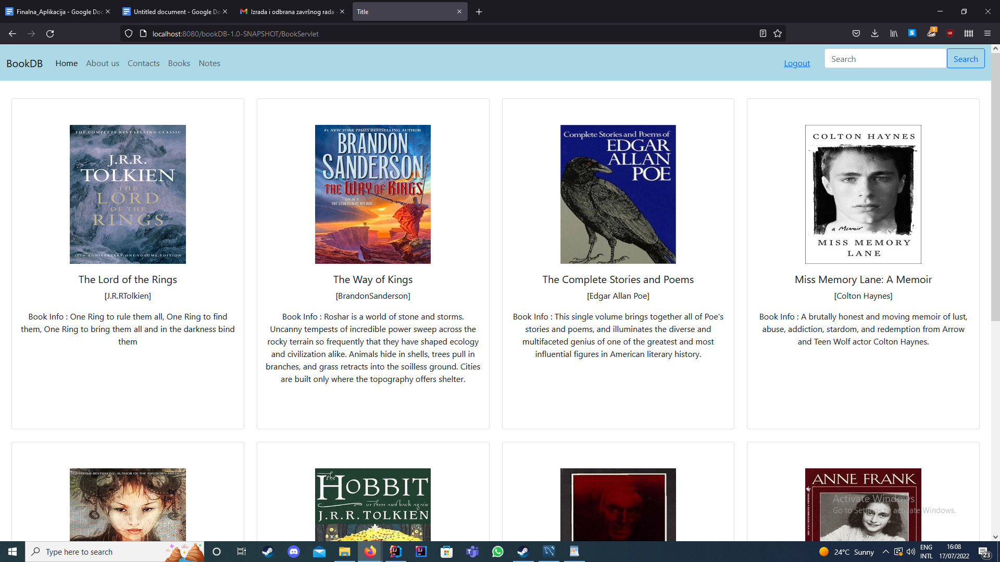 Finalna_Aplikacija - Google Doc
Untitled document - Google Do
Izrada i odbrana završnog rada -
Title
localhost:8080/bookDB-1.0-SNAPSHOT/BookServlet
BookDB
Home
About us
Contacts
Books
Notes
Logout
Search
Search
THE COMPLETE BEST-SELLING CLASSIC
J.R.R.
TOLKIEN
THE
LORD
OF THE
RINGS
50TH ANNIVERSARY ONE-VOLUME EDITION
The Lord of the Rings
[J.R.RTolkien]
Book Info : One Ring to rule them all, One Ring to find
them, One Ring to bring them all and in the darkness bind
them
#1 NEW YORK TIMES BESTSELLING AUTHOR
BRANDON
SANDERSON
THE WAY OF KINGS
BOOK ONE OF
THE STORMLIGHT ARCHIVE
The Way of Kings
[BrandonSanderson]
Book Info : Roshar is a world of stone and storms.
Uncanny tempests of incredible power sweep across the
rocky terrain so frequently that they have shaped ecology
and civilization alike. Animals hide in shells, trees pull in
branches, and grass retracts into the soilless ground. Cities
are built only where the topography offers shelter.
Complete Stories and Poems of
EDGAR
ALLAN
POE
The Complete Stories and Poems
[Edgar Allan Poe]
Book Info : This single volume brings together all of Poe's
stories and poems, and illuminates the diverse and
multifaceted genius of one of the greatest and most
influential figures in American literary history.
COLTON HAYNES
a Memoir
MISS MEMORY
LANE
Miss Memory Lane: A Memoir
[Colton Haynes]
Book Info : A brutally honest and moving memoir of lust,
abuse, addiction, stardom, and redemption from Arrow
and Teen Wolf actor Colton Haynes.
FROM THE BESTSELLING AUTHOR OF THE MISTBORN TRILOGY
the
HOBBIT
or there and back again
J.R.R. TOLKIEN
ANNE FRANK
Activate Windows
Go to Settings to activate Windows.
Type here to search
24°C Sunny
ENG
INTL
16:08
17/07/2022
23